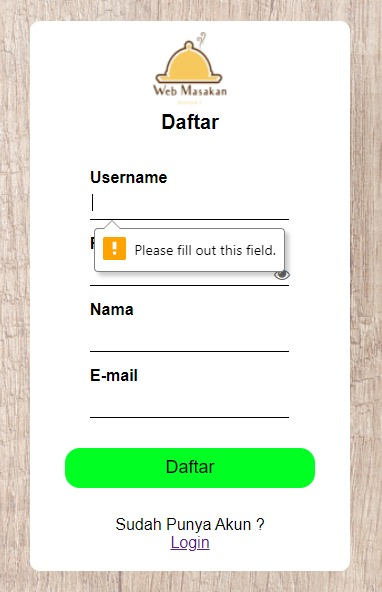 Web Masakan
Daftar
Username
Please fill out this field.
Nama
E-mail
Daftar
Sudah Punya Akun ?
Login